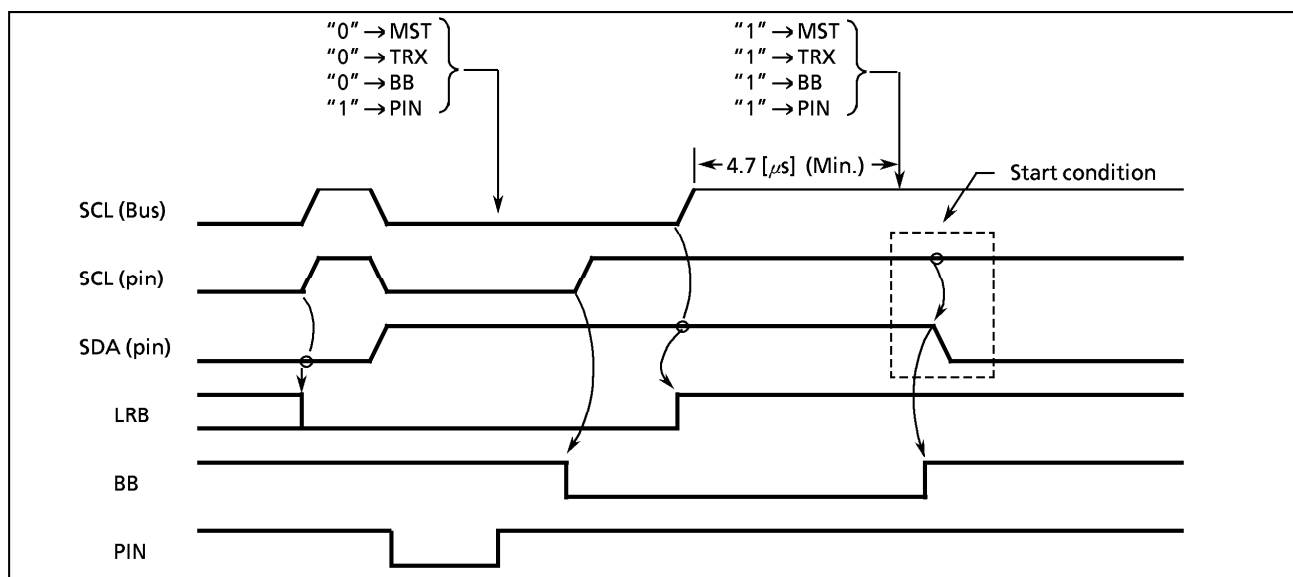 “0” → MST
“0” → TRX
“0” → BB
“1” → PIN
“1” → MST
“1” → TRX
“1” → BB
“1” → PIN
4.7 [μs] (Min.)
Start condition
SCL (Bus)
SCL (pin)
SDA (pin)
LRB
BB
PIN